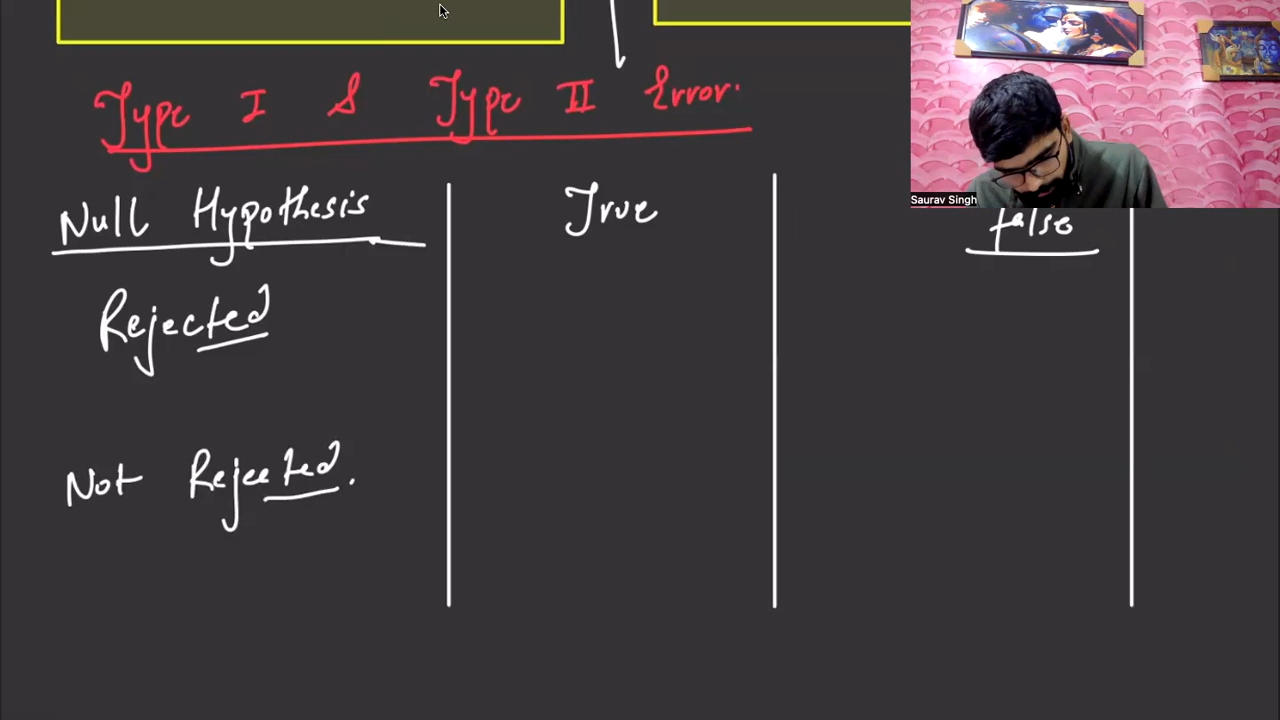 Type I & Type II Error.
Saurav Singh
Null Hypothesis True false
Rejected
Not Rejected.